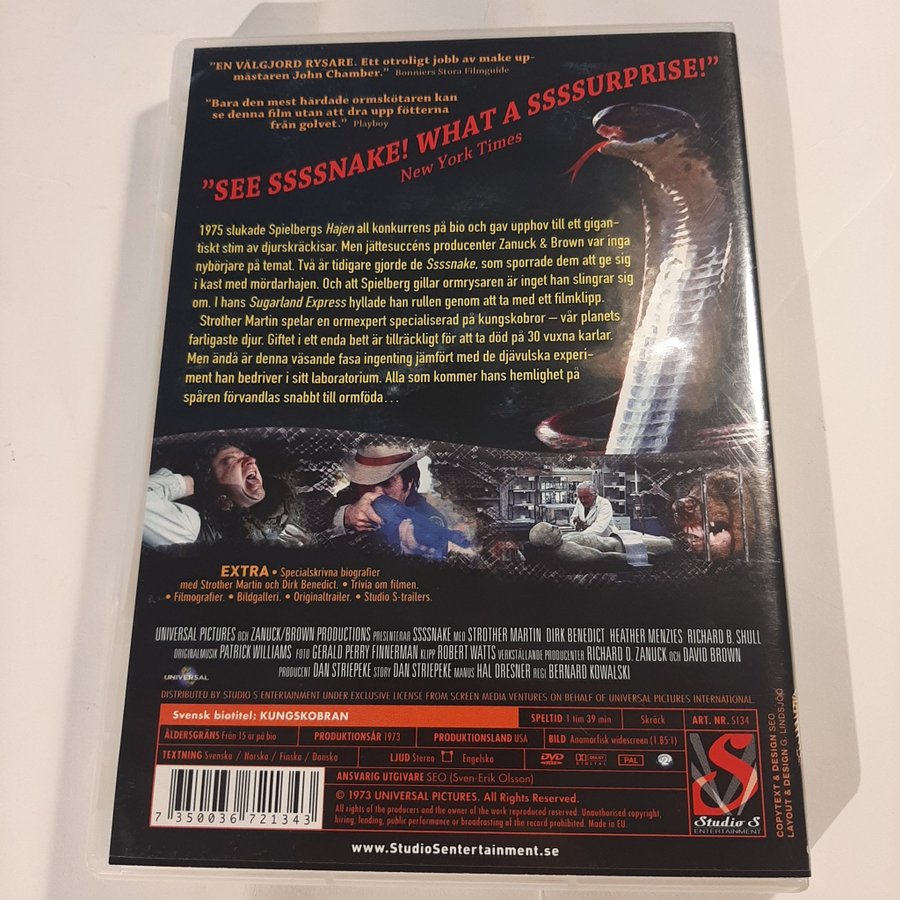 "EN VÄLGJORD RYSARE. Ett otroligt jobb av make up-
mästaren John Chamber." Bonniers Stora Filmguide
"Bara den mest härdade ormskötaren kan
se denna film utan att dra upp fötterna
från golvet." Playboy
"SEE SSSSNAKE! WHAT A SSSSURPRISE!"
New York Times
1975 slukade Spielbergs Hajen all konkurrens på bio och gav upphov till ett gigan-
tiskt stim av djurskräckisar. Men jättesuccéns producenter Zanuck & Brown var inga
nybörjare på temat. Två år tidigare gjorde de Ssssnake, som sporrade dem att ge sig
i kast med mördarhajen. Och att Spielberg gillar ormrysaren är inget han slingrar sig
om. I hans Sugarland Express hyllade han rullen genom att ta med ett filmklipp.
Strother Martin spelar en ormexpert specialiserad på kungskobror – vår planets
farligaste djur. Giftet i ett enda bett är tillräckligt för att ta död på 30 vuxna karlar.
Men ändå är denna väsande fasa ingenting jämfört med de djävulska experi-
ment han bedriver i sitt laboratorium. Alla som kommer hans hemlighet på
spåren förvandlas snabbt till ormföda...
EXTRA • Specialskrivna biografier
med Strother Martin och Dirk Benedict. • Trivia om filmen.
• Filmografier. • Bildgalleri. • Originaltrailer. • Studio S-trailers.
UNIVERSAL PICTURES OCH ZANUCK/BROWN PRODUCTIONS PRESENTERAR SSSSNAKE MED STROTHER MARTIN DIRK BENEDICT HEATHER MENZIES RICHARD B. SHULL
ORIGINALMUSIK PATRICK WILLIAMS FOTO GERALD PERRY FINNERMAN KLIPP ROBERT WATTS VERKSTÄLLANDE PRODUCENTER RICHARD D. ZANUCK OCH DAVID BROWN
PRODUCENT DAN STRIEPEKE STORY DAN STRIEPEKE MANUS HAL DRESNER REGI BERNARD KOWALSKI
UNIVERSAL
DISTRIBUTED BY STUDIO S ENTERTAINMENT UNDER EXCLUSIVE LICENSE FROM SCREEN MEDIA VENTURES ON BEHALF OF UNIVERSAL PICTURES INTERNATIONAL.
Svensk biotitel: KUNGSKOBRAN
SPELTID 1 tim 39 min
Skräck
ART. NR. S134
ÅLDERSGRÄNS Från 15 år på bio
PRODUKTIONSÅR 1973
PRODUKTIONSLAND USA
BILD Anamorfisk widescreen (1.85:1)
TEXTNING Svenska / Norska / Finska / Danska
LJUD Stereo
Engelska
DVD
DOLBY DIGITAL
PAL
2
ANSVARIG UTGIVARE SEO (Sven-Erik Olsson)
© 1973 UNIVERSAL PICTURES. All Rights Reserved.
All rights of the producers and the owner of the work reproduced reserved. Unauthorised copyright,
hiring, lending, public performance or broadcasting of the record prohibited. Made in EU.
7 350036 721343
Studio S
ENTERTAINMENT
COPYTEXT & DESIGN SEO
LAYOUT & DESIGN G. LINDSJÖÖ
www.StudioSentertainment.se